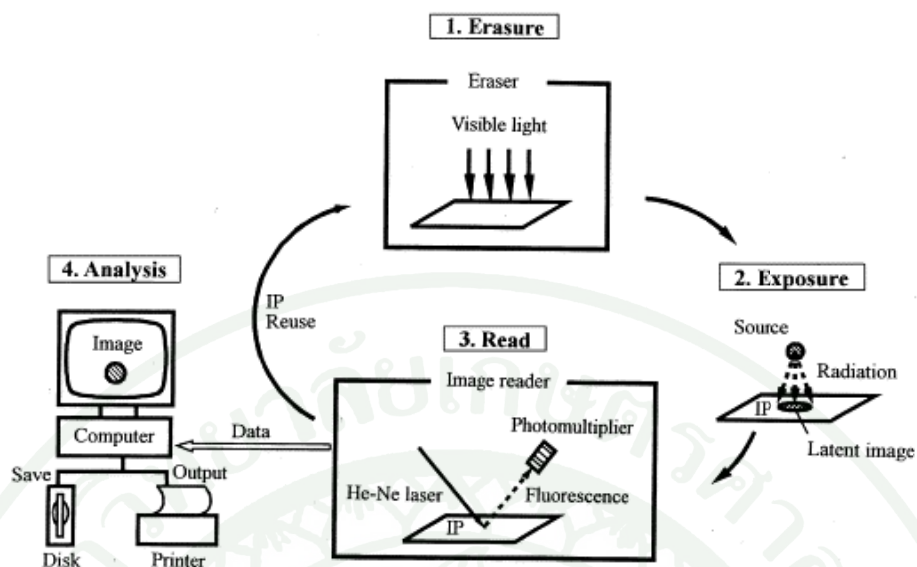 1. Erasure
Eraser
Visible light
2. Exposure
Source
Radiation
IP
Latent image
3. Read
Image reader
Photomultiplier
He-Ne laser
Fluorescence
IP
IP
Reuse
Data
4. Analysis
Image
Computer
Save
Output
Disk
Printer